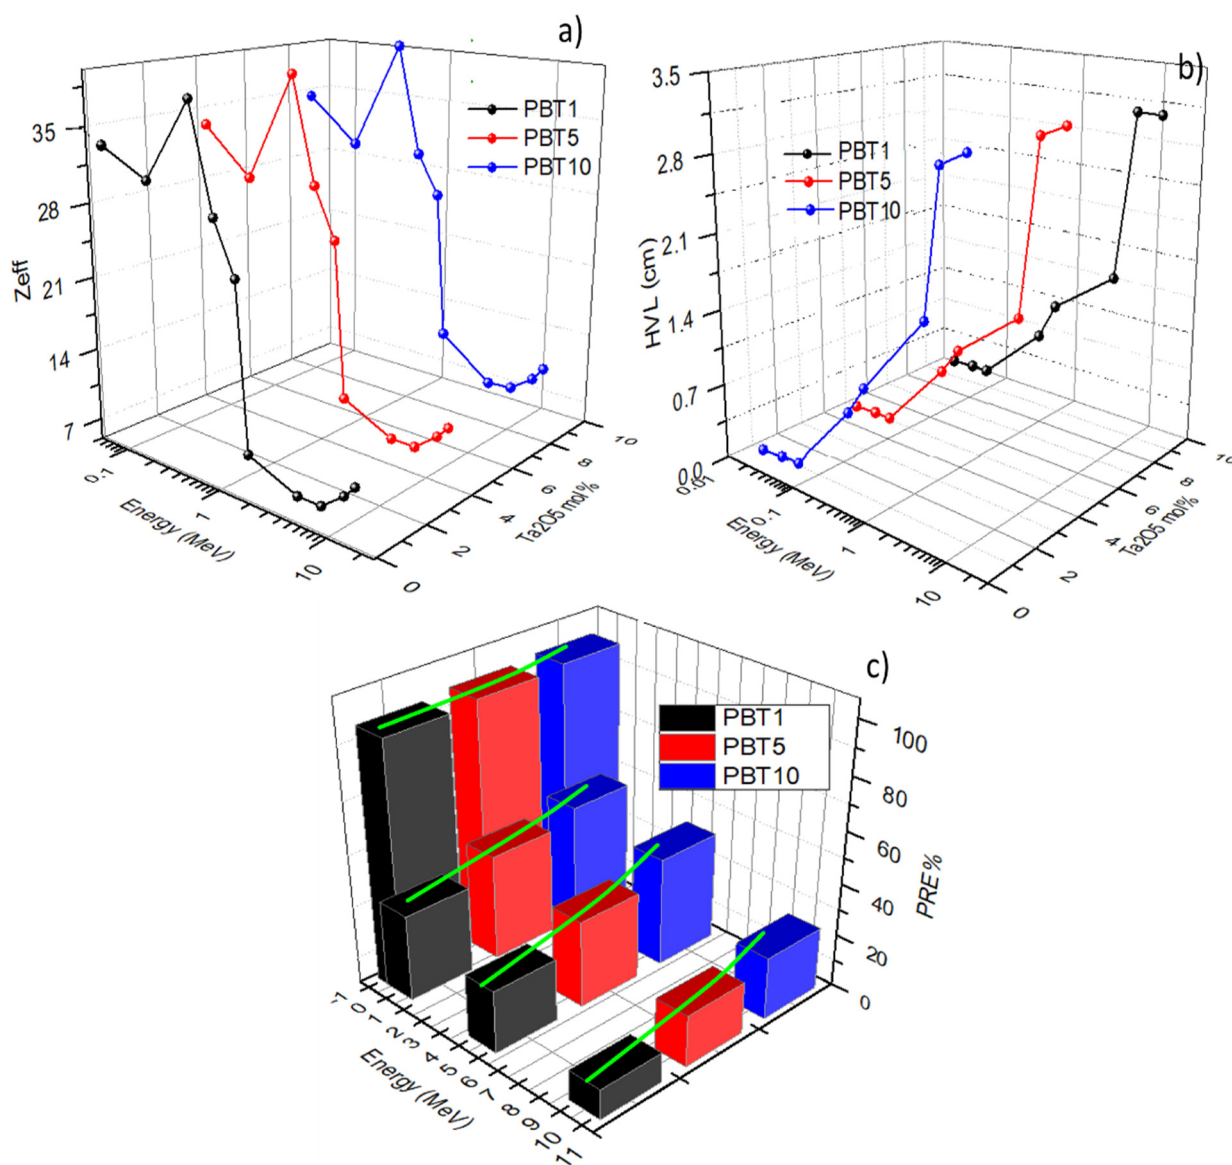 a)
PBT1
PBT5
PBT10
35
28
21
14
7
Zeff
0.1
1
10
Energy (MeV)
0
2
4
6
8
10
Ta2O5 mol%
b)
PBT1
PBT5
PBT10
3.5
2.8
2.1
1.4
0.7
0.0
HVL (cm)
0.01
0.1
1
10
Energy (MeV)
0
2
4
6
8
10
Ta2O5 mol%
c)
PBT1
PBT5
PBT10
100
80
60
40
20
0
PRE%
-1
0
1
2
3
4
5
6
7
8
9
10
11
Energy (MeV)